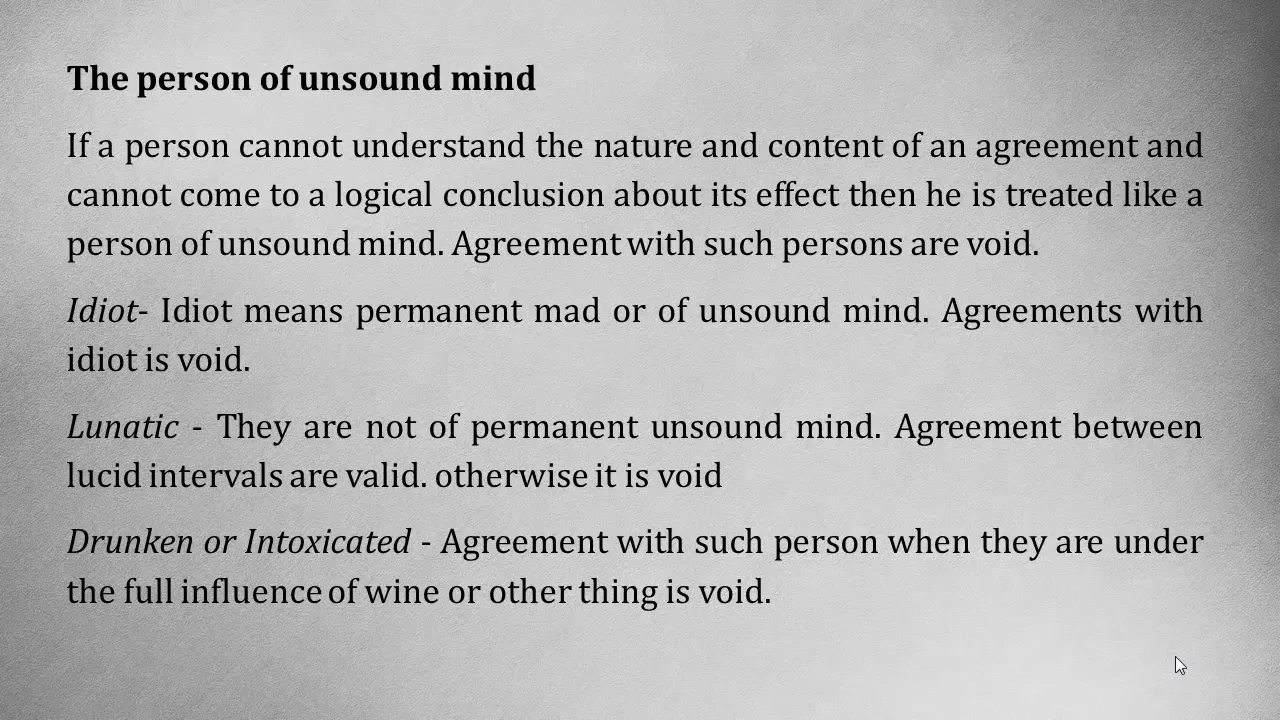 The person of unsound mind
If a person cannot understand the nature and content of an agreement and
cannot come to a logical conclusion about its effect then he is treated like a
person of unsound mind. Agreement with such persons are void.
Idiot- Idiot means permanent mad or of unsound mind. Agreements with
idiot is void.
Lunatic - They are not of permanent unsound mind. Agreement between
lucid intervals are valid. otherwise it is void
Drunken or Intoxicated - Agreement with such person when they are under
the full influence of wine or other thing is void.